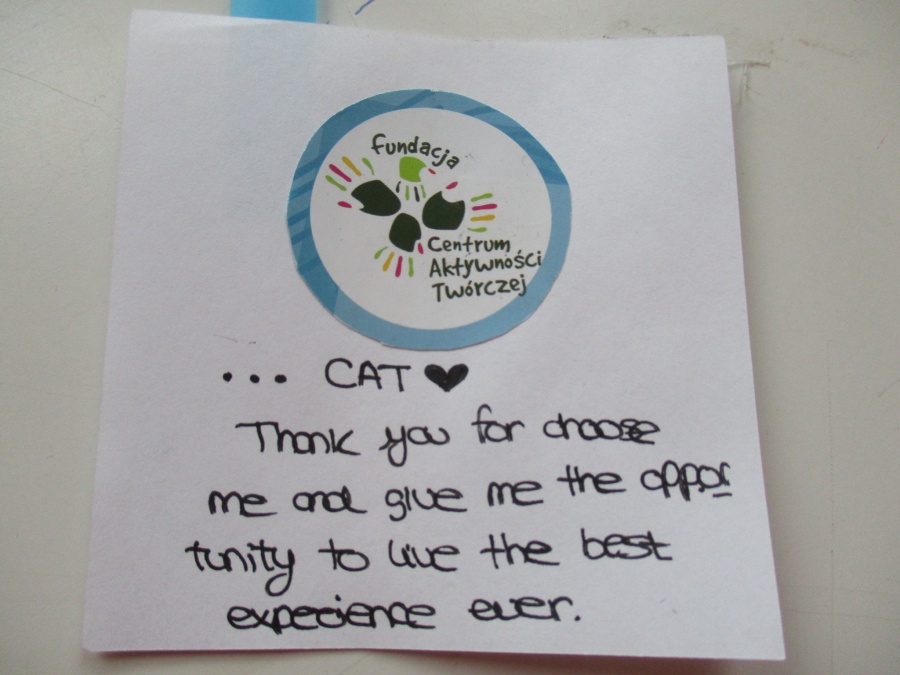 fundacja
Centrum
Aktywności
Twórczej
... CAT ♥
Thank you for choose
me and give me the oppor
tunity to live the best
expecience ever.